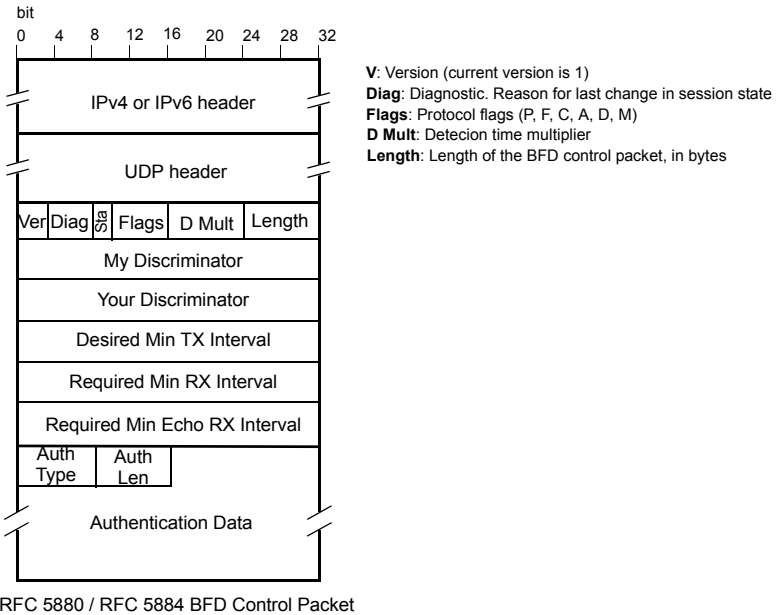 bit
0 4 8 12 16 20 24 28 32
IPv4 or IPv6 header
UDP header
Ver Diag Sta Flags D Mult Length
My Discriminator
Your Discriminator
Desired Min TX Interval
Required Min RX Interval
Required Min Echo RX Interval
Auth Type
Auth Len
Authentication Data
V: Version (current version is 1)
Diag: Diagnostic. Reason for last change in session state
Flags: Protocol flags (P, F, C, A, D, M)
D Mult: Detecion time multiplier
Length: Length of the BFD control packet, in bytes
RFC 5880 / RFC 5884 BFD Control Packet